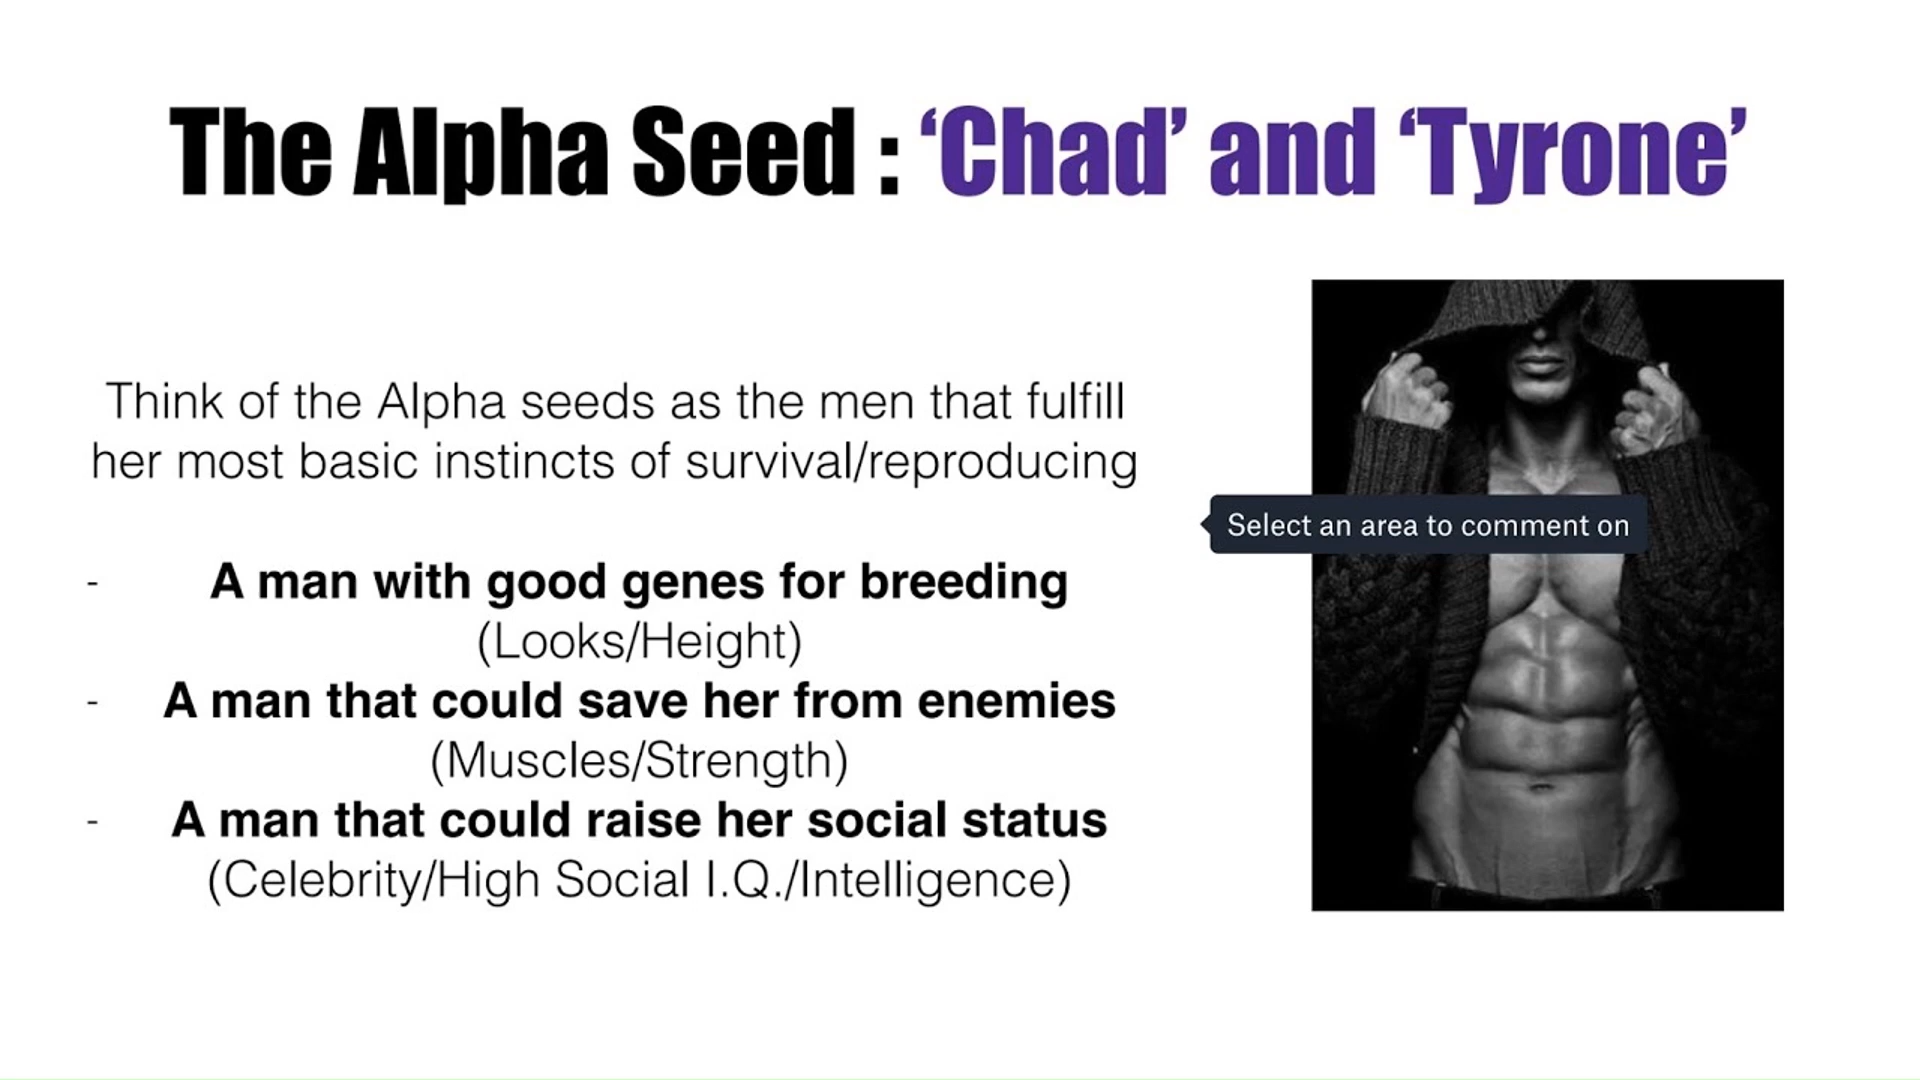 The Alpha Seed : ‘Chad’ and ‘Tyrone’
Think of the Alpha seeds as the men that fulfill
her most basic instincts of survival/reproducing
Select an area to comment on
- A man with good genes for breeding
(Looks/Height)
- A man that could save her from enemies
(Muscles/Strength)
- A man that could raise her social status
(Celebrity/High Social I.Q./Intelligence)